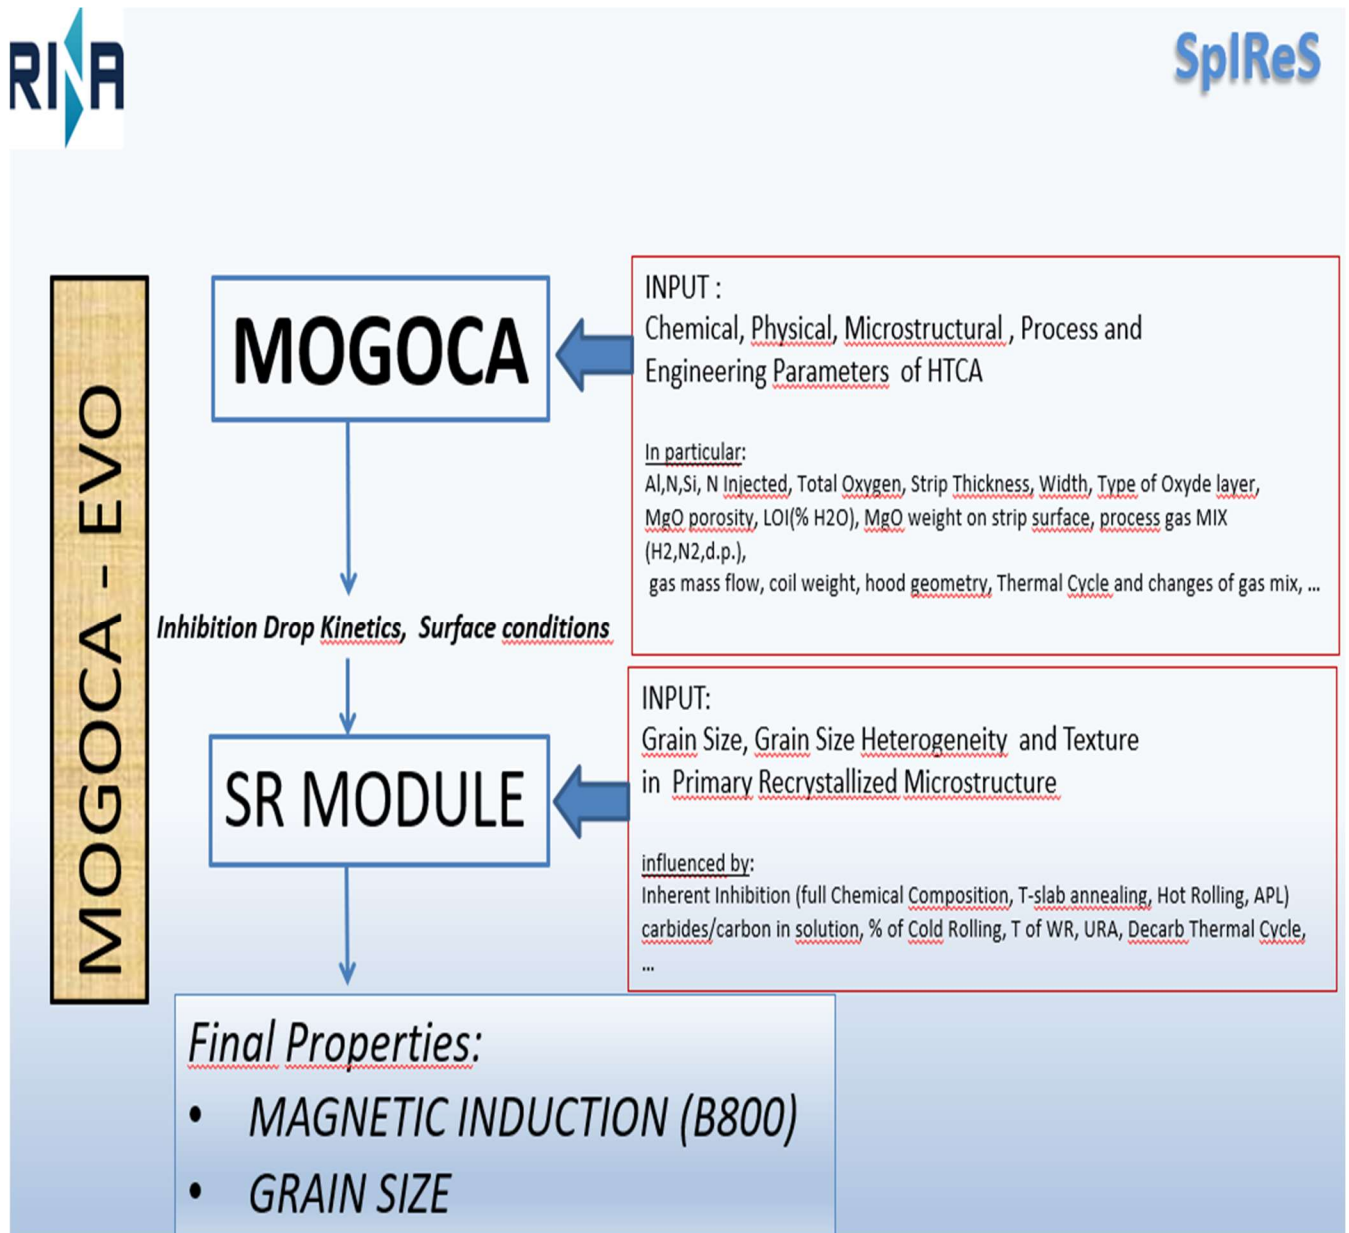 RINA
SpIReS
MOGOCA - EVO
MOGOCA
INPUT :
Chemical, Physical, Microstructural , Process and
Engineering Parameters of HTCA
In particular:
Al,N,Si, N Injected, Total Oxygen, Strip Thickness, Width, Type of Oxyde layer,
MgO porosity, LOI(% H2O), MgO weight on strip surface, process gas MIX
(H2,N2,d.p.),
gas mass flow, coil weight, hood geometry, Thermal Cycle and changes of gas mix, ...
Inhibition Drop Kinetics, Surface conditions
SR MODULE
INPUT:
Grain Size, Grain Size Heterogeneity and Texture
in Primary Recrystallized Microstructure
influenced by:
Inherent Inhibition (full Chemical Composition, T-slab annealing, Hot Rolling, APL)
carbides/carbon in solution, % of Cold Rolling, T of WR, URA, Decarb Thermal Cycle,
...
Final Properties:
• MAGNETIC INDUCTION (B800)
• GRAIN SIZE